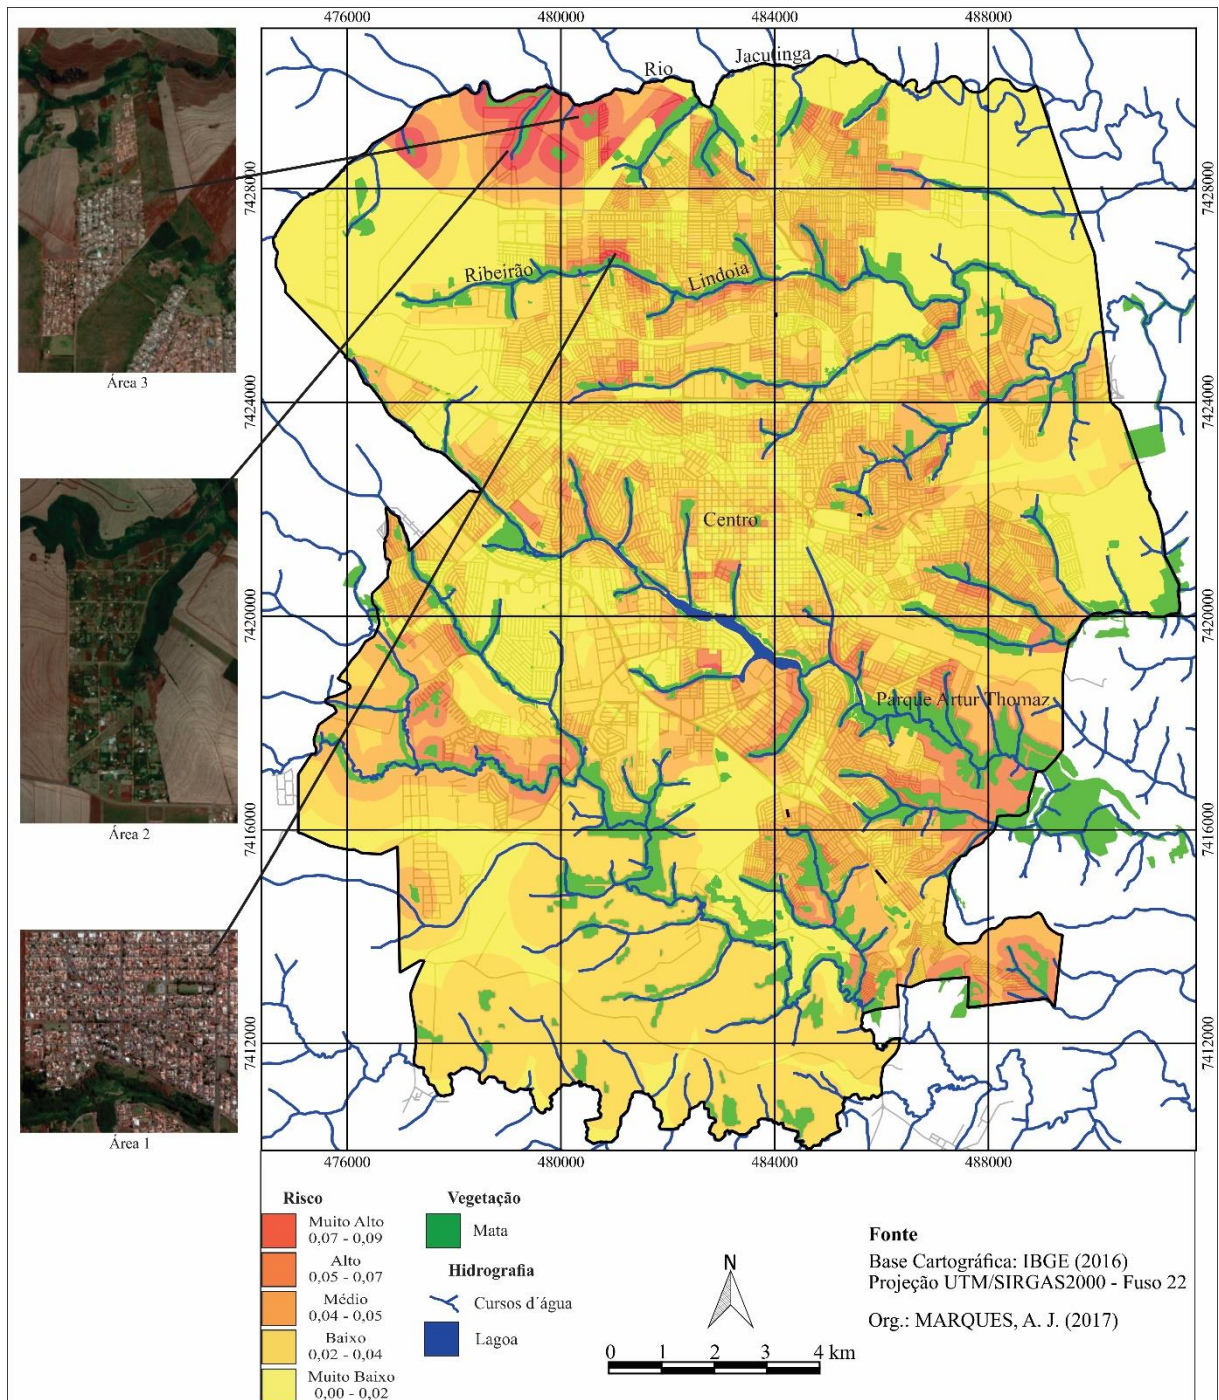 476000
480000
484000
488000
Rio
Jacutinga
7428000
7428000
Ribeirão
Lindoia
Área 3
7424000
7424000
Centro
7420000
7420000
Parque Artur Thomaz
Área 2
7416000
7416000
Área 1
7412000
7412000
476000
480000
484000
488000
Risco
Muito Alto
0,07 - 0,09
Alto
0,05 - 0,07
Médio
0,04 - 0,05
Baixo
0,02 - 0,04
Muito Baixo
0,00 - 0,02
Vegetação
Mata
Hidrografia
Cursos d´água
Lagoa
N
0 1 2 3 4 km
Fonte
Base Cartográfica: IBGE (2016)
Projeção UTM/SIRGAS2000 - Fuso 22
Org.: MARQUES, A. J. (2017)